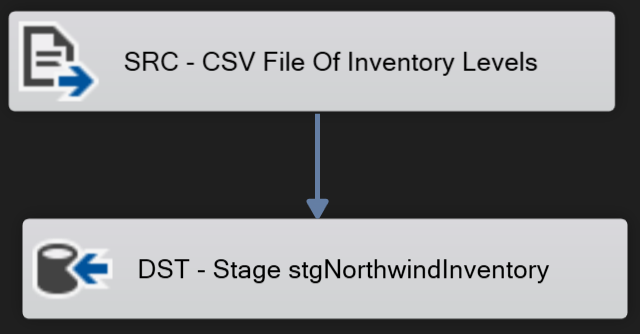 SRC - CSV File Of Inventory Levels
DST - Stage stgNorthwindInventory